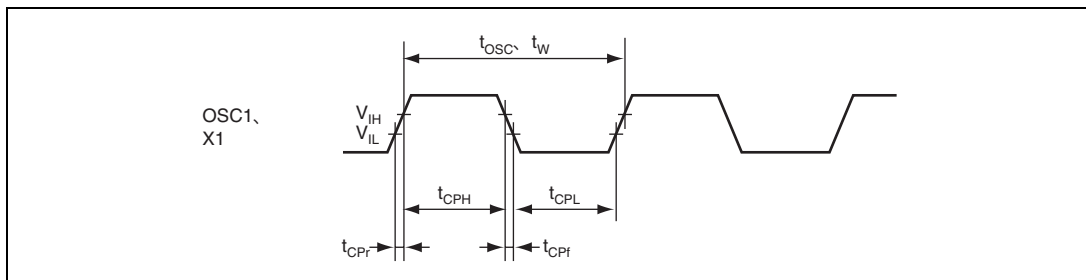 tOSC、 tW
OSC1、
X1
VIH
VIL
tCPH
tCPL
tCPr
tCPf